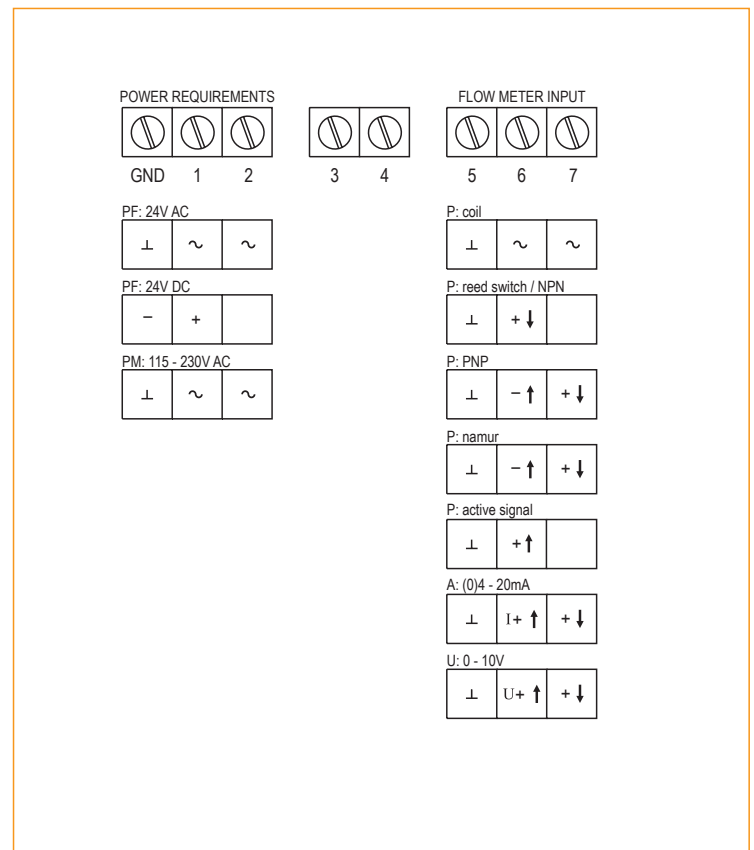 POWER REQUIREMENTS
FLOW METER INPUT
GND 1 2 3 4 5 6 7
PF: 24V AC
⊥ ~ ~
PF: 24V DC
− +
PM: 115 - 230V AC
⊥ ~ ~
P: coil
⊥ ~ ~
P: reed switch / NPN
⊥ + ↓
P: PNP
⊥ − ↑ + ↓
P: namur
⊥ − ↑ + ↓
P: active signal
⊥ + ↑
A: (0)4 - 20mA
⊥ I+ ↑ + ↓
U: 0 - 10V
⊥ U+ ↑ + ↓